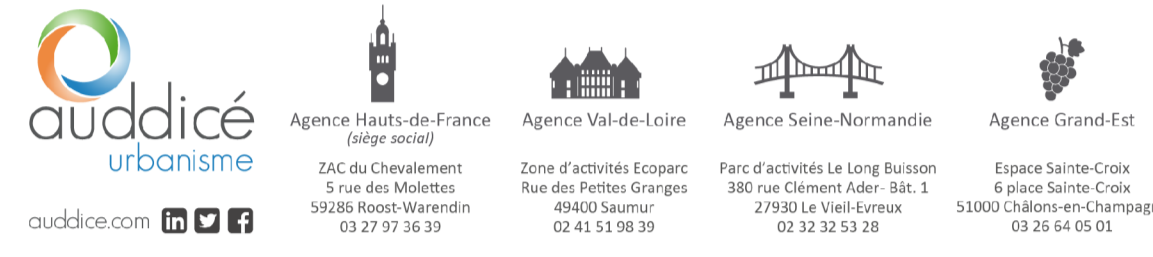 auddicé
urbanisme
auddice.com
Agence Hauts-de-France
(siège social)
ZAC du Chevalement
5 rue des Molettes
59286 Roost-Warendin
03 27 97 36 39
Agence Val-de-Loire
Zone d'activités Ecoparc
Rue des Petites Granges
49400 Saumur
02 41 51 98 39
Agence Seine-Normandie
Parc d'activités Le Long Buisson
380 rue Clément Ader- Bât. 1
27930 Le Vieil-Evreux
02 32 32 53 28
Agence Grand-Est
Espace Sainte-Croix
6 place Sainte-Croix
51000 Châlons-en-Champag
03 26 64 05 01